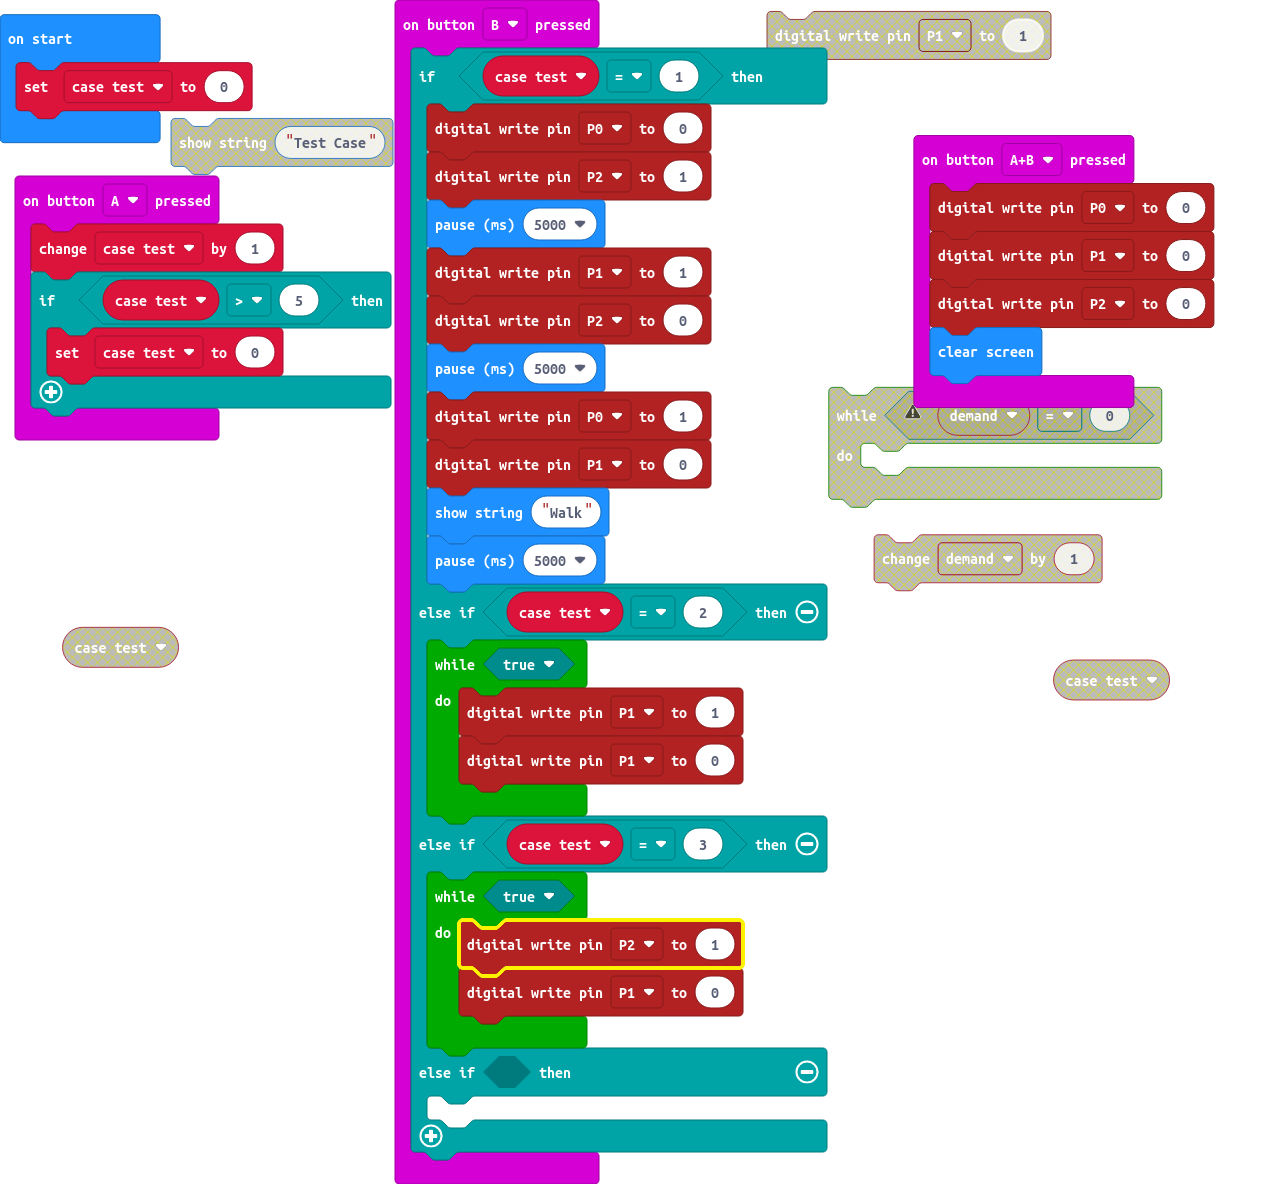 on start
set case test to 0
show string "Test Case"
on button A pressed
change case test by 1
if case test > 5 then
set case test to 0
case test
on button B pressed
if case test = 1 then
digital write pin P0 to 0
digital write pin P2 to 1
pause (ms) 5000
digital write pin P1 to 1
digital write pin P2 to 0
pause (ms) 5000
digital write pin P0 to 1
digital write pin P1 to 0
show string "Walk"
pause (ms) 5000
else if case test = 2 then
while true
do
digital write pin P1 to 1
digital write pin P1 to 0
else if case test = 3 then
while true
do
digital write pin P2 to 1
digital write pin P1 to 0
else if then
digital write pin P1 to 1
on button A+B pressed
digital write pin P0 to 0
digital write pin P1 to 0
digital write pin P2 to 0
clear screen
while demand = 0
do
change demand by 1
case test